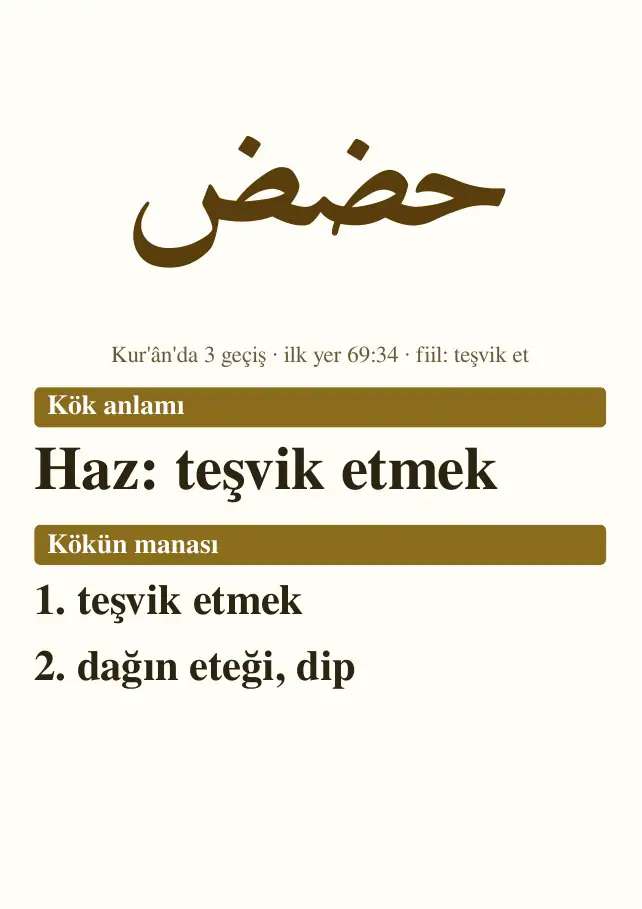 حضض
Kur'ân'da 3 geçiş · ilk yer 69:34 · fiil: teşvik et
Kök anlamı
Haz: teşvik etmek
Kökün manası
1. teşvik etmek
2. dağın eteği, dip